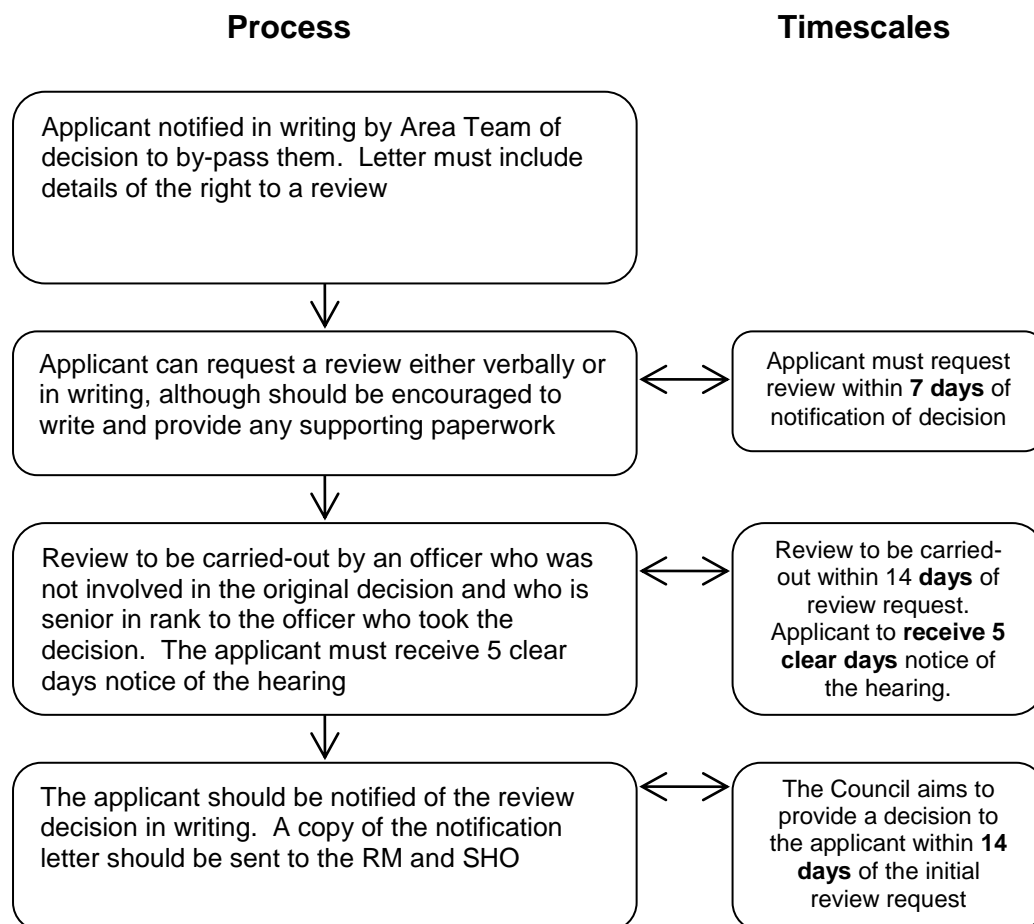 Process
Timescales
Applicant notified in writing by Area Team of
decision to by-pass them.  Letter must include
details of the right to a review
Applicant can request a review either verbally or
in writing, although should be encouraged to
write and provide any supporting paperwork
Applicant must request
review within 7 days of
notification of decision
Review to be carried-out by an officer who was
not involved in the original decision and who is
senior in rank to the officer who took the
decision.  The applicant must receive 5 clear
days notice of the hearing
Review to be carried-
out within 14 days of
review request.
Applicant to receive 5
clear days notice of
the hearing.
The applicant should be notified of the review
decision in writing.  A copy of the notification
letter should be sent to the RM and SHO
The Council aims to
provide a decision to
the applicant within 14
days of the initial
review request